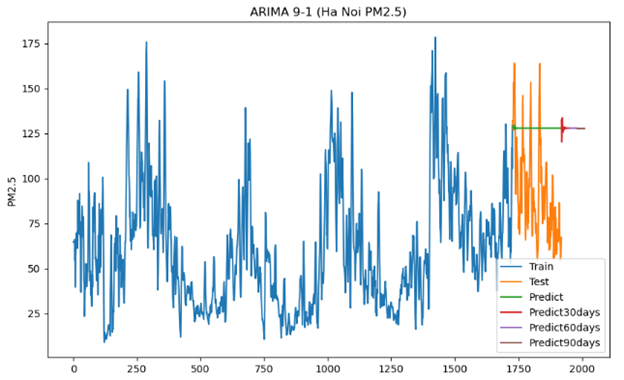 ARIMA 9-1 (Ha Noi PM2.5)
PM2.5
175
150
125
100
75
50
25
0 250 500 750 1000 1250 1500 1750 2000
Train
Test
Predict
Predict30days
Predict60days
Predict90days